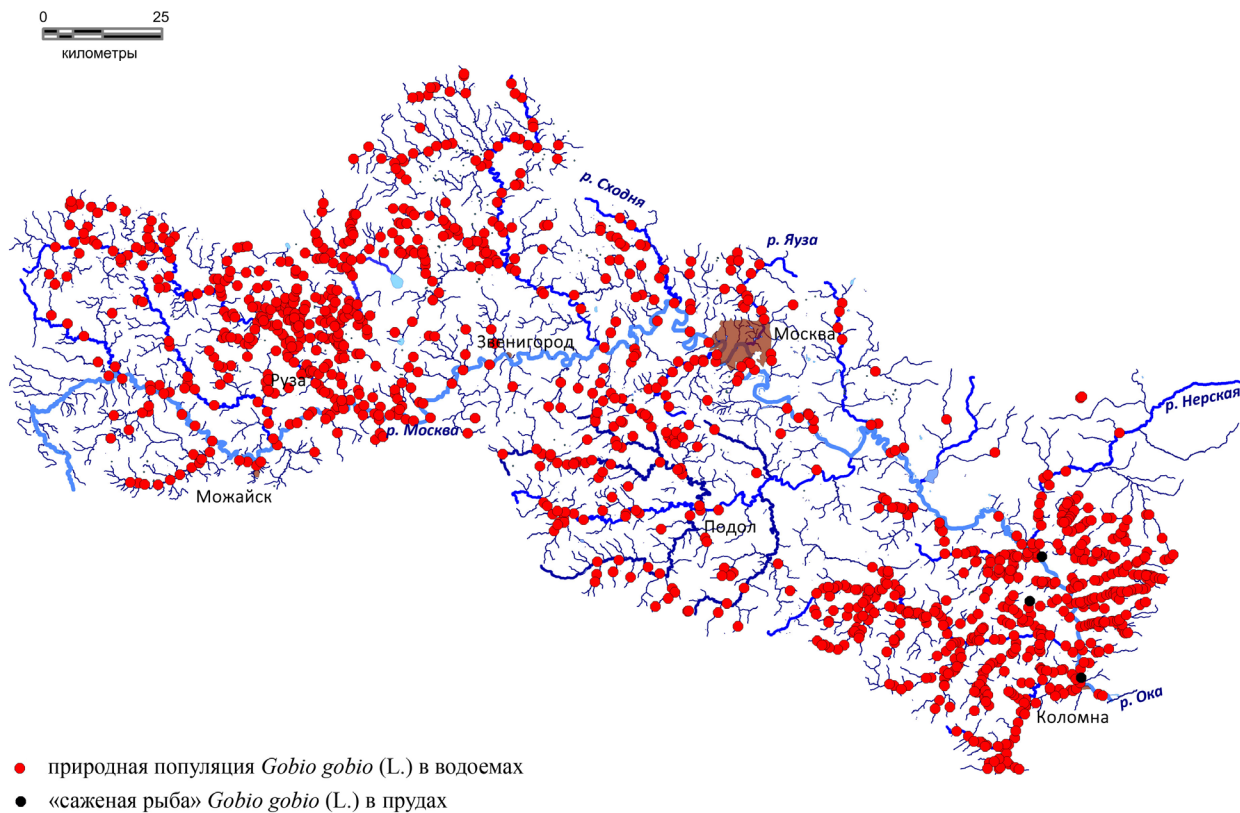 0 25
километры
р. Сходня
р. Яуза
Москва
Звенигород
Руза
р. Нерская
р. Москва
Можайск
Подол
р. Ока
Коломна
природная популяция Gobio gobio (L.) в водоемах
«саженая рыба» Gobio gobio (L.) в прудах